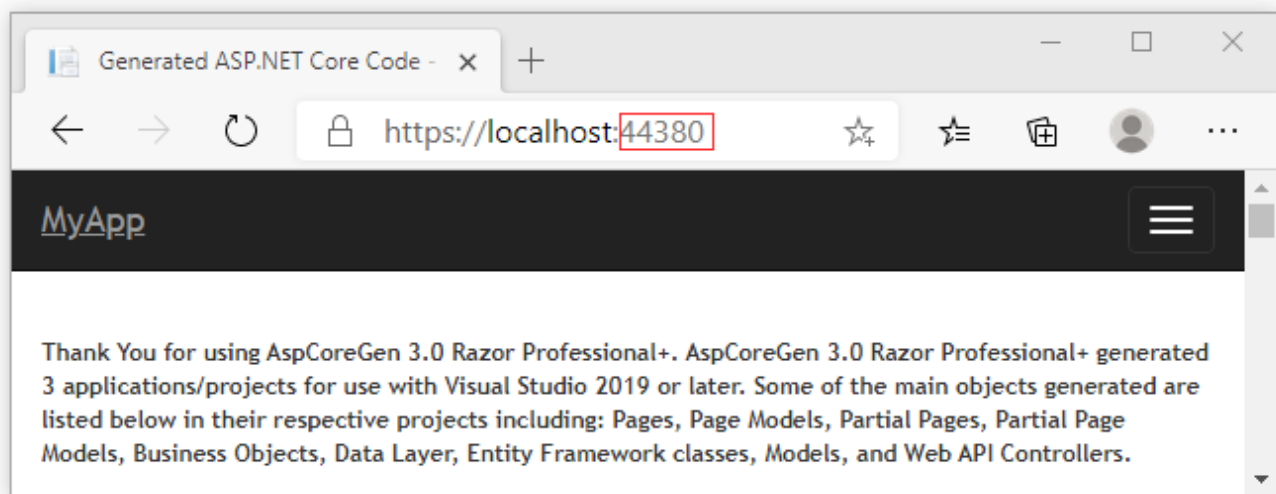 Generated ASP.NET Core Code -
https://localhost:44380
MyApp
Thank You for using AspCoreGen 3.0 Razor Professional+. AspCoreGen 3.0 Razor Professional+ generated
3 applications/projects for use with Visual Studio 2019 or later. Some of the main objects generated are
listed below in their respective projects including: Pages, Page Models, Partial Pages, Partial Page
Models, Business Objects, Data Layer, Entity Framework classes, Models, and Web API Controllers.